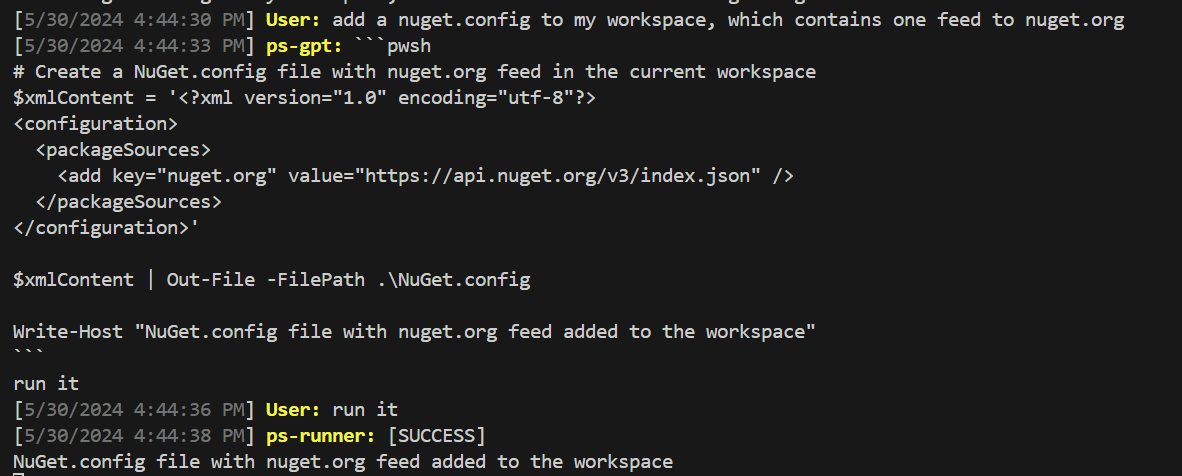 [5/30/2024 4:44:30 PM] User: add a nuget.config to my workspace, which contains one feed to nuget.org
[5/30/2024 4:44:33 PM] ps-gpt: ```pwsh
# Create a NuGet.config file with nuget.org feed in the current workspace
$xmlContent = '<?xml version="1.0" encoding="utf-8"?>
<configuration>
  <packageSources>
    <add key="nuget.org" value="https://api.nuget.org/v3/index.json" />
  </packageSources>
</configuration>'

$xmlContent | Out-File -FilePath .\NuGet.config

Write-Host "NuGet.config file with nuget.org feed added to the workspace"
```
run it
[5/30/2024 4:44:36 PM] User: run it
[5/30/2024 4:44:38 PM] ps-runner: [SUCCESS]
NuGet.config file with nuget.org feed added to the workspace